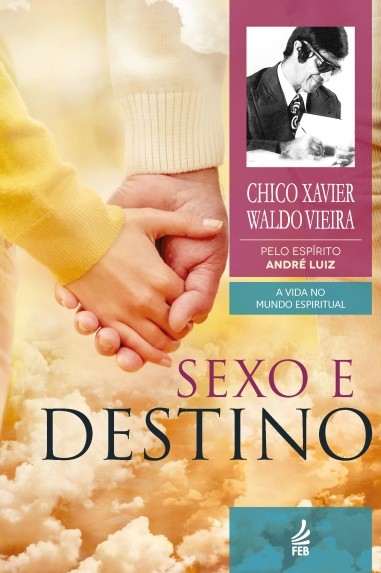 CHICO XAVIER
WALDO VIEIRA
PELO ESPÍRITO
ANDRÉ LUIZ
A VIDA NO
MUNDO ESPIRITUAL
SEXO E
DESTINO
FEB